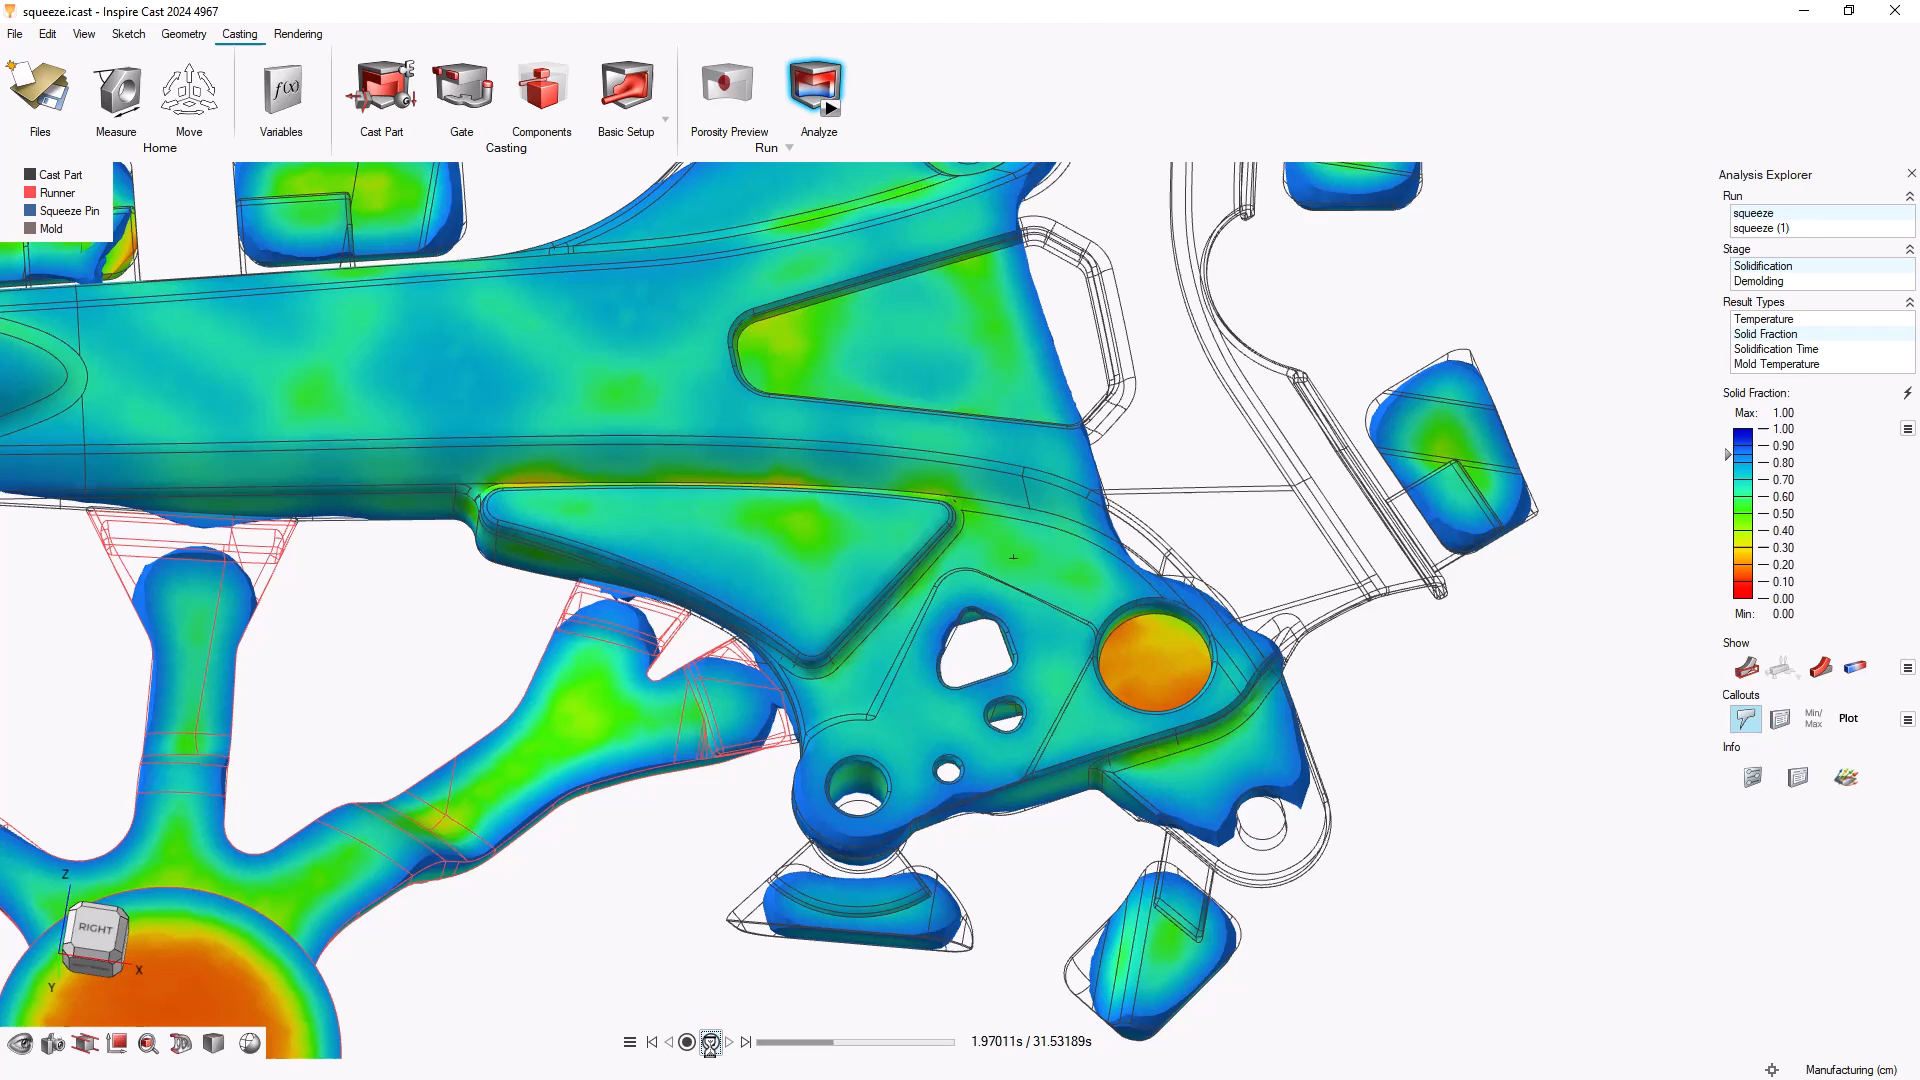 squeeze.icast - Inspire Cast 2024 4967
File Edit View Sketch Geometry Casting Rendering
Files Measure Move Variables Cast Part Gate Components Basic Setup Porosity Preview Analyze
Home Casting Run
f(x)
Cast Part
Runner
Squeeze Pin
Mold
Analysis Explorer
Run
squeeze
squeeze (1)
Stage
Solidification
Demolding
Result Types
Temperature
Solid Fraction
Solidification Time
Mold Temperature
Solid Fraction:
Max: 1.00
1.00
0.90
0.80
0.70
0.60
0.50
0.40
0.30
0.20
0.10
0.00
Min: 0.00
Show
Callouts
Min/
Max
Plot
Info
Z
RIGHT
X
Y
1.97011s / 31.53189s
Manufacturing (cm)